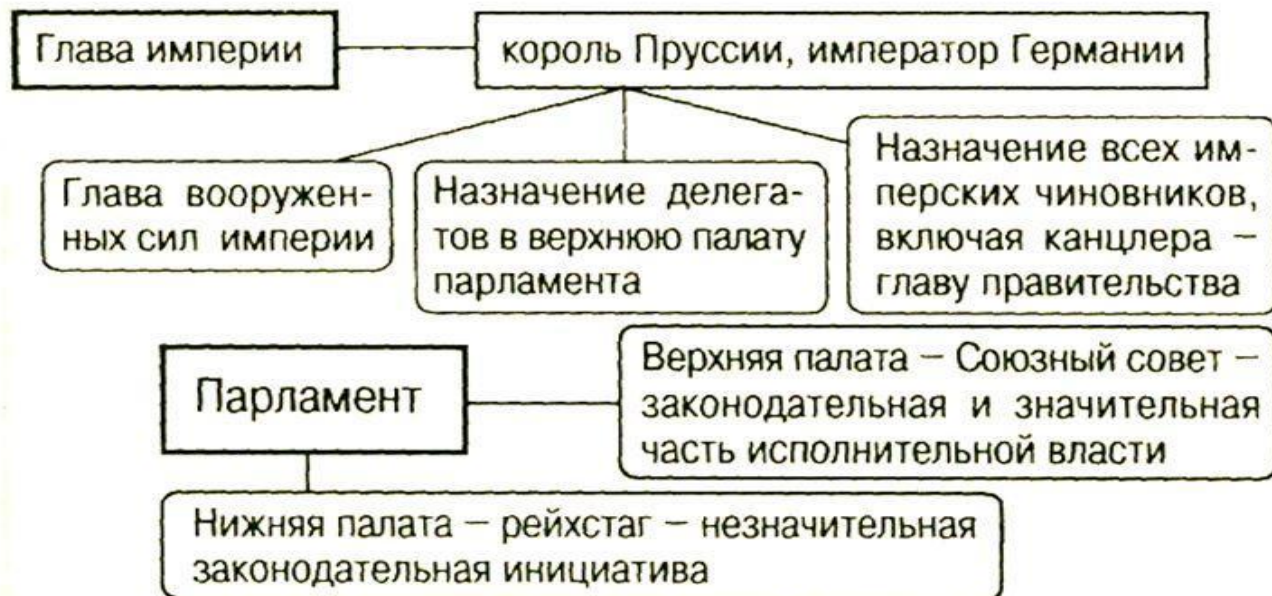 Глава империи
король Пруссии, император Германии
Глава вооружен-
ных сил империи
Назначение делега-
тов в верхнюю палату
парламента
Назначение всех им-
перских чиновников,
включая канцлера –
главу правительства
Парламент
Верхняя палата – Союзный совет –
законодательная и значительная
часть исполнительной власти
Нижняя палата – рейхстаг – незначительная
законодательная инициатива